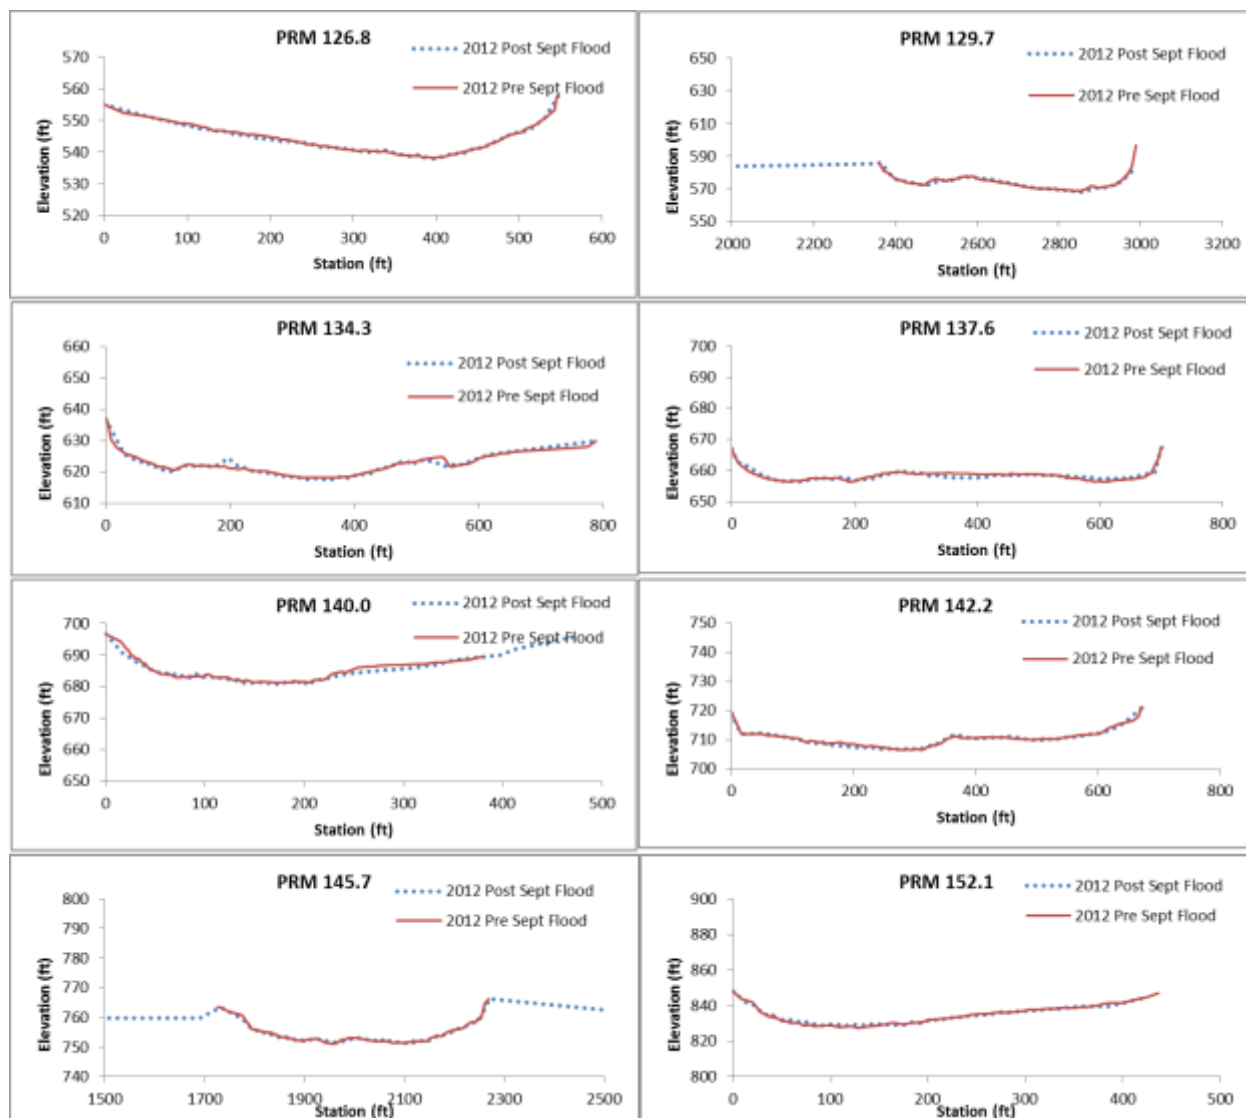 PRM 126.8
2012 Post Sept Flood
2012 Pre Sept Flood
Elevation (ft)
570
560
550
540
530
520
0 100 200 300 400 500 600
Station (ft)
PRM 129.7
2012 Post Sept Flood
2012 Pre Sept Flood
Elevation (ft)
650
630
610
590
570
550
2000 2200 2400 2600 2800 3000 3200
Station (ft)
PRM 134.3
2012 Post Sept Flood
2012 Pre Sept Flood
Elevation (ft)
660
650
640
630
620
610
0 200 400 600 800
Station (ft)
PRM 137.6
2012 Post Sept Flood
2012 Pre Sept Flood
Elevation (ft)
700
690
680
670
660
650
0 200 400 600 800
Station (ft)
PRM 140.0
2012 Post Sept Flood
2012 Pre Sept Flood
Elevation (ft)
700
690
680
670
660
650
0 100 200 300 400 500
Station (ft)
PRM 142.2
2012 Post Sept Flood
2012 Pre Sept Flood
Elevation (ft)
750
740
730
720
710
700
0 200 400 600 800
Station (ft)
PRM 145.7
2012 Post Sept Flood
2012 Pre Sept Flood
Elevation (ft)
800
790
780
770
760
750
740
1500 1700 1900 2100 2300 2500
Station (ft)
PRM 152.1
2012 Post Sept Flood
2012 Pre Sept Flood
Elevation (ft)
900
880
860
840
820
800
0 100 200 300 400 500
Station (ft)